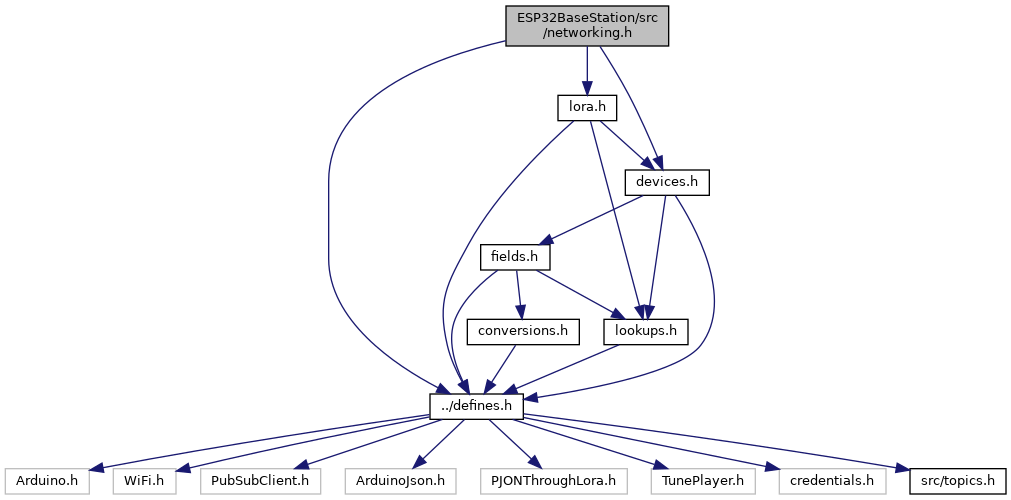 ESP32BaseStation/src
/networking.h
lora.h
devices.h
fields.h
conversions.h
lookups.h
../defines.h
Arduino.h
WiFi.h
PubSubClient.h
ArduinoJson.h
PJONThroughLora.h
TunePlayer.h
credentials.h
src/topics.h